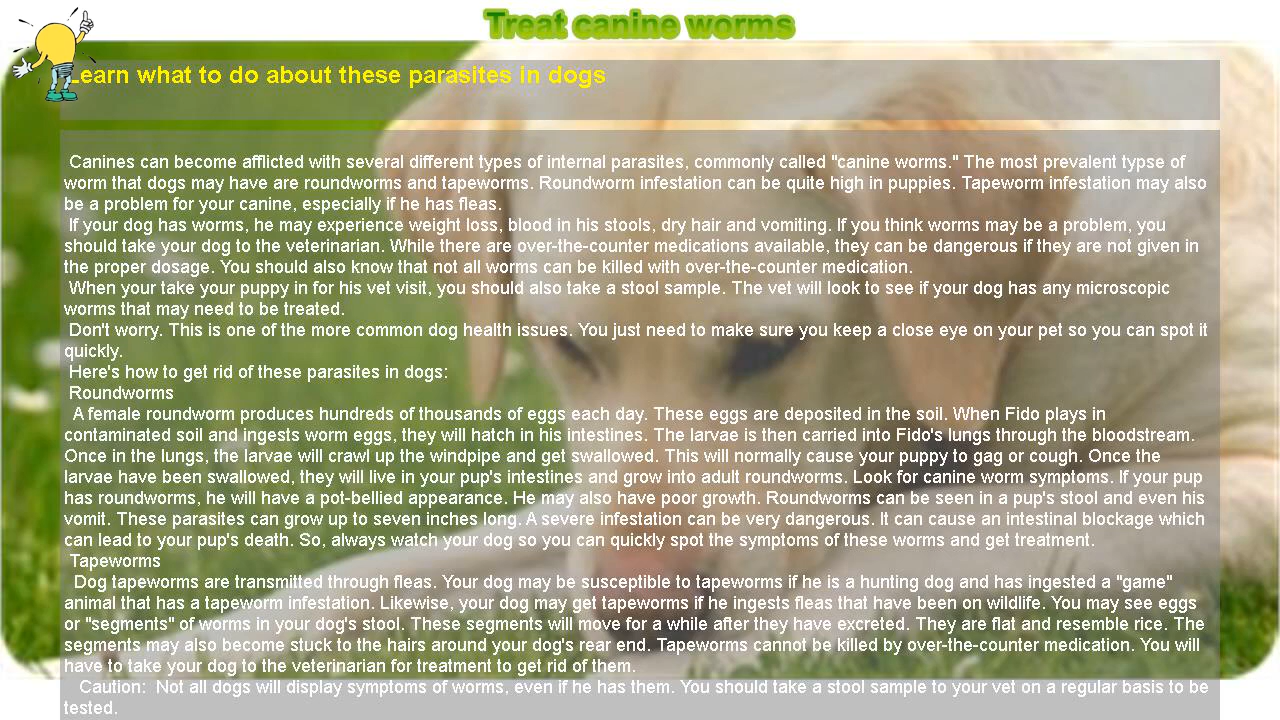 Treat canine worms
Learn what to do about these parasites in dogs
Canines can become afflicted with several different types of internal parasites, commonly called "canine worms." The most prevalent typse of
worm that dogs may have are roundworms and tapeworms. Roundworm infestation can be quite high in puppies. Tapeworm infestation may also
be a problem for your canine, especially if he has fleas.
If your dog has worms, he may experience weight loss, blood in his stools, dry hair and vomiting. If you think worms may be a problem, you
should take your dog to the veterinarian. While there are over-the-counter medications available, they can be dangerous if they are not given in
the proper dosage. You should also know that not all worms can be killed with over-the-counter medication.
When your take your puppy in for his vet visit, you should also take a stool sample. The vet will look to see if your dog has any microscopic
worms that may need to be treated.
Don't worry. This is one of the more common dog health issues. You just need to make sure you keep a close eye on your pet so you can spot it
quickly.
Here's how to get rid of these parasites in dogs:
Roundworms
A female roundworm produces hundreds of thousands of eggs each day. These eggs are deposited in the soil. When Fido plays in
contaminated soil and ingests worm eggs, they will hatch in his intestines. The larvae is then carried into Fido's lungs through the bloodstream.
Once in the lungs, the larvae will crawl up the windpipe and get swallowed. This will normally cause your puppy to gag or cough. Once the
larvae have been swallowed, they will live in your pup's intestines and grow into adult roundworms. Look for canine worm symptoms. If your pup
has roundworms, he will have a pot-bellied appearance. He may also have poor growth. Roundworms can be seen in a pup's stool and even his
vomit. These parasites can grow up to seven inches long. A severe infestation can be very dangerous. It can cause an intestinal blockage which
can lead to your pup's death. So, always watch your dog so you can quickly spot the symptoms of these worms and get treatment.
Tapeworms
Dog tapeworms are transmitted through fleas. Your dog may be susceptible to tapeworms if he is a hunting dog and has ingested a "game"
animal that has a tapeworm infestation. Likewise, your dog may get tapeworms if he ingests fleas that have been on wildlife. You may see eggs
or "segments" of worms in your dog's stool. These segments will move for a while after they have excreted. They are flat and resemble rice. The
segments may also become stuck to the hairs around your dog's rear end. Tapeworms cannot be killed by over-the-counter medication. You will
have to take your dog to the veterinarian for treatment to get rid of them.
Caution: Not all dogs will display symptoms of worms, even if he has them. You should take a stool sample to your vet on a regular basis to be
tested.